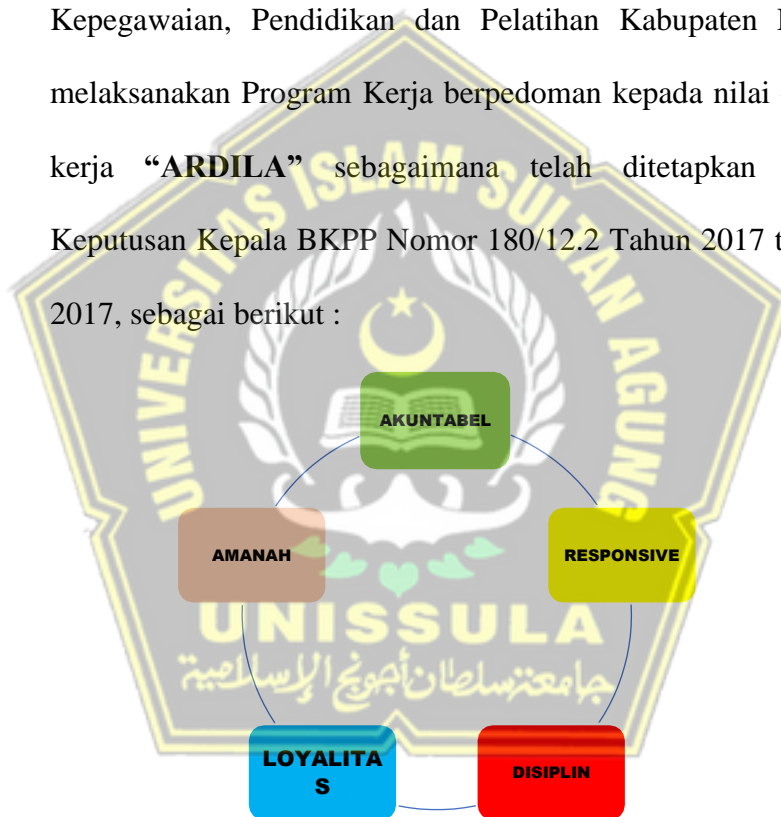 Kepegawaian, Pendidikan dan Pelatihan Kabupaten
melaksanakan Program Kerja berpedoman kepada nilai
kerja “ARDILA” sebagaimana telah ditetapkan
Keputusan Kepala BKPP Nomor 180/12.2 Tahun 2017
2017, sebagai berikut :
UNIVERSITAS ISLAM SULTAN AGUNG
AKUNTABEL
AMANAH
RESPONSIVE
UNISSULA
جامعة سلطان أجونج الإسلامية
LOYALITA
S
DISIPLIN